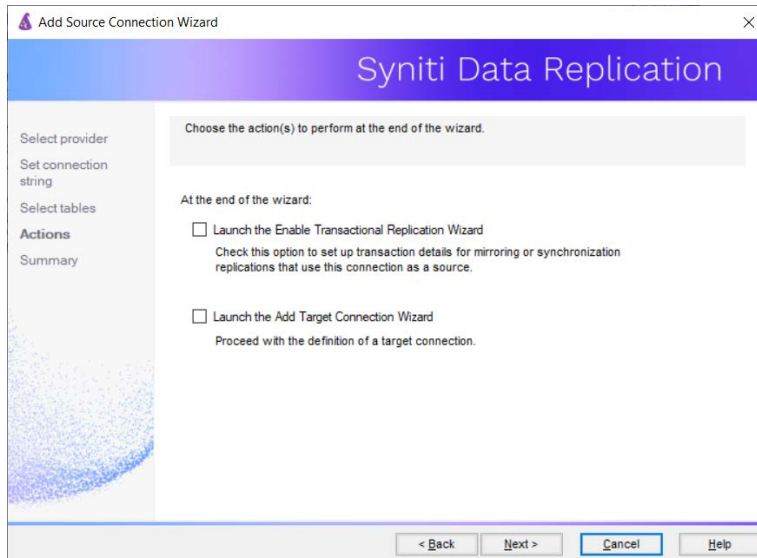 Add Source Connection Wizard
Syniti Data Replication
Select provider
Set connection
string
Select tables
Actions
Summary
Choose the action(s) to perform at the end of the wizard.
At the end of the wizard:
Launch the Enable Transactional Replication Wizard
Check this option to set up transaction details for mirroring or synchronization
replications that use this connection as a source.
Launch the Add Target Connection Wizard
Proceed with the definition of a target connection.
< Back
Next >
Cancel
Help